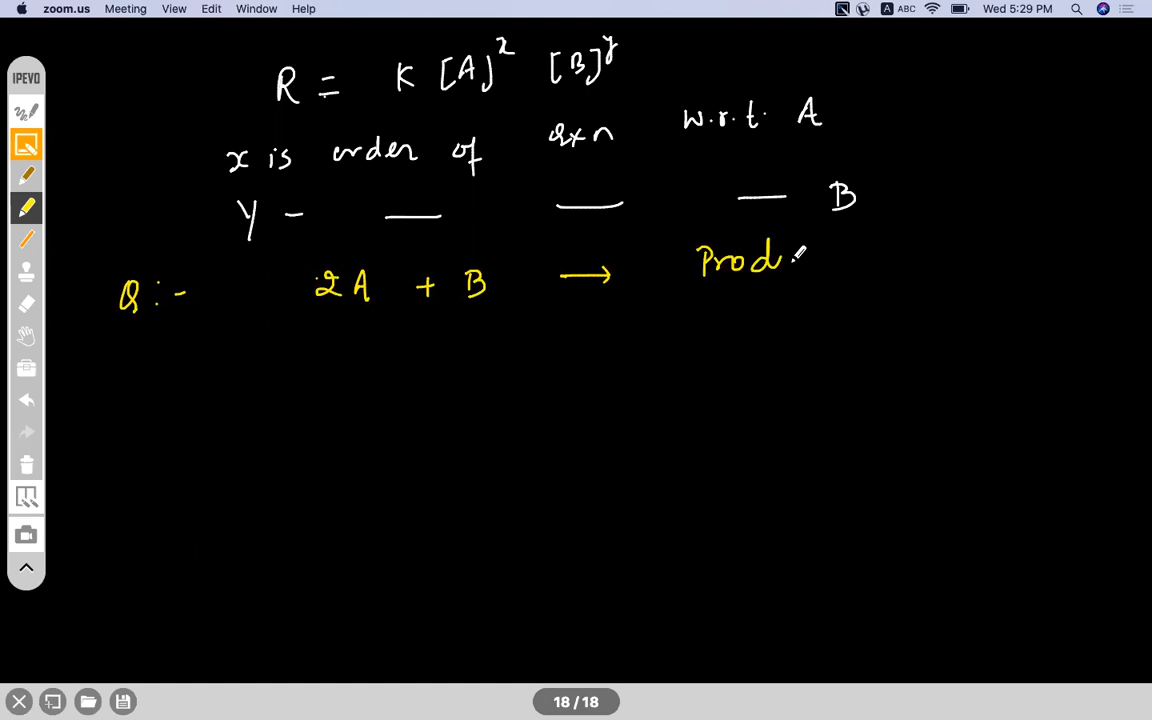 zoom.us Meeting View Edit Window Help A ABC Wed 5:29 PM
IPEVO
R = K [A]^x [B]^y
x is order of rxn w.r.t. A
Y - — — — B
Q:- 2A + B → Prod
18 / 18